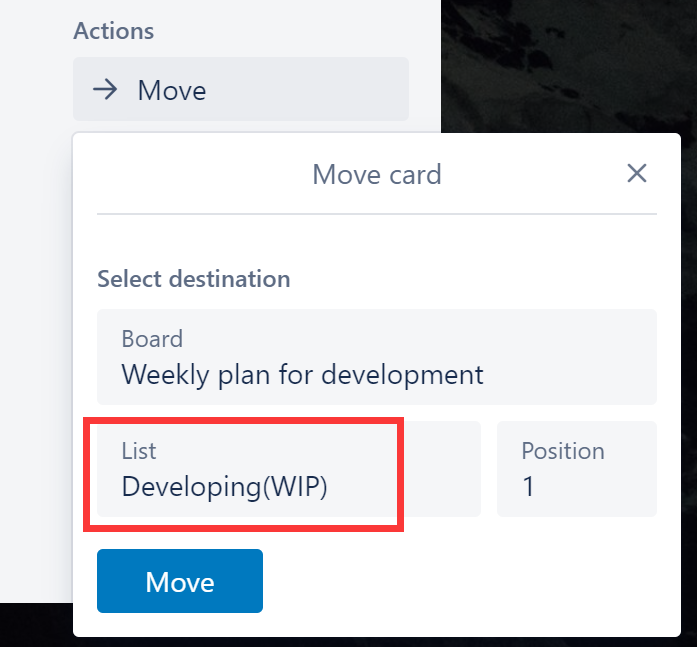 Actions
Move
Move card
Select destination
Board
Weekly plan for development
List
Developing(WIP)
Position
1
Move